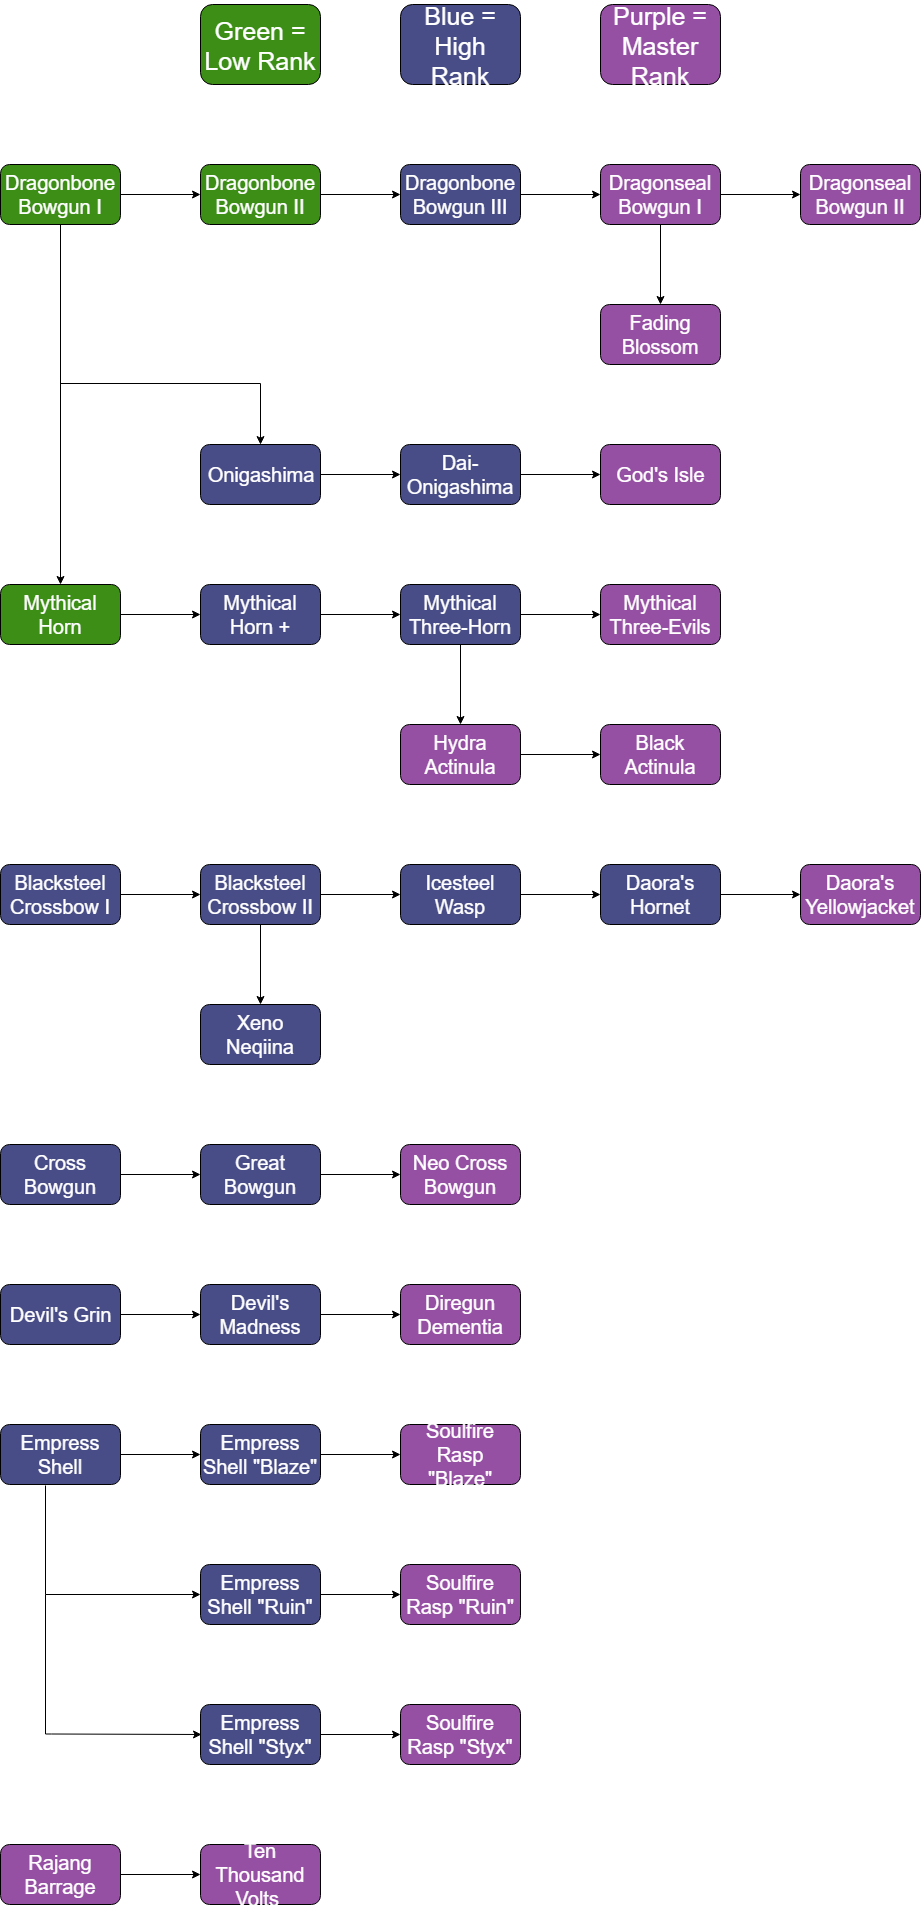 Green =
Low Rank
Blue =
High
Rank
Purple =
Master
Rank
Dragonbone
Bowgun I
Dragonbone
Bowgun II
Dragonbone
Bowgun III
Dragonseal
Bowgun I
Dragonseal
Bowgun II
Fading
Blossom
Onigashima
Dai-
Onigashima
God's Isle
Mythical
Horn
Mythical
Horn +
Mythical
Three-Horn
Mythical
Three-Evils
Hydra
Actinula
Black
Actinula
Blacksteel
Crossbow I
Blacksteel
Crossbow II
Icesteel
Wasp
Daora's
Hornet
Daora's
Yellowjacket
Xeno
Neqiina
Cross
Bowgun
Great
Bowgun
Neo Cross
Bowgun
Devil's Grin
Devil's
Madness
Diregun
Dementia
Empress
Shell
Empress
Shell "Blaze"
Soulfire
Rasp
"Blaze"
Empress
Shell "Ruin"
Soulfire
Rasp "Ruin"
Empress
Shell "Styx"
Soulfire
Rasp "Styx"
Rajang
Barrage
Ten
Thousand
Volts